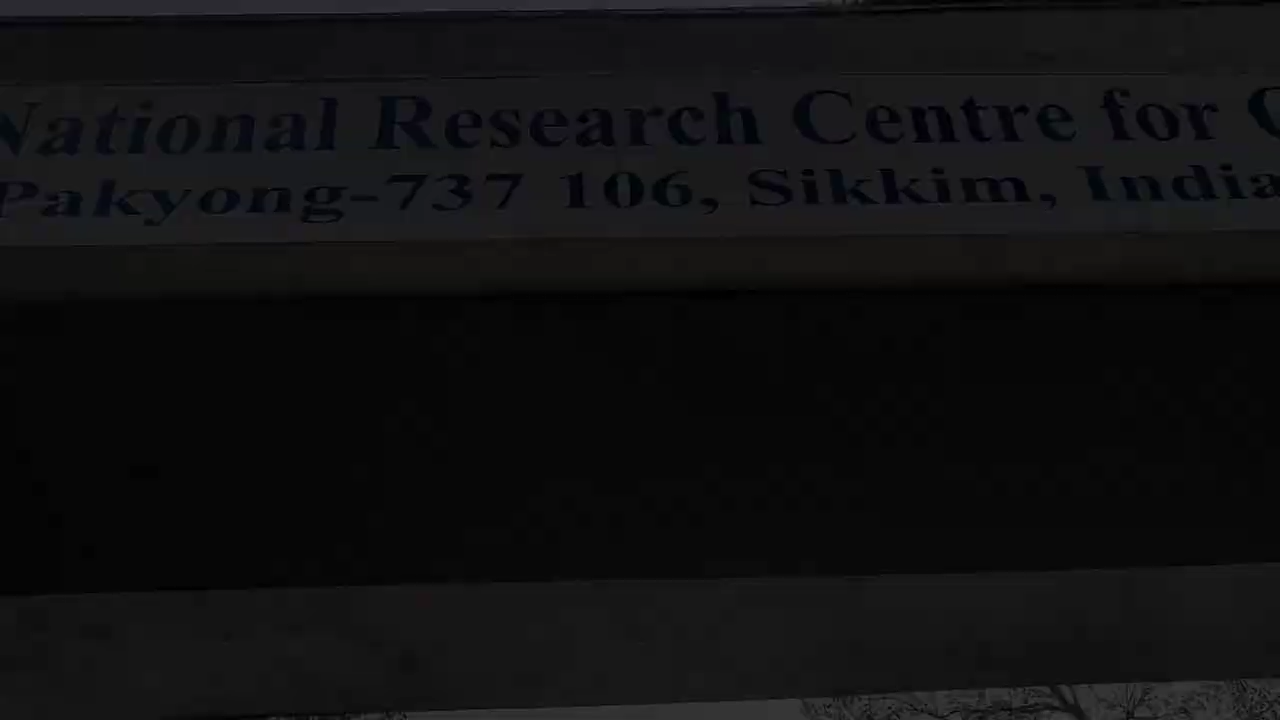 National Research Centre for
Pakyong-737 106, Sikkim, India